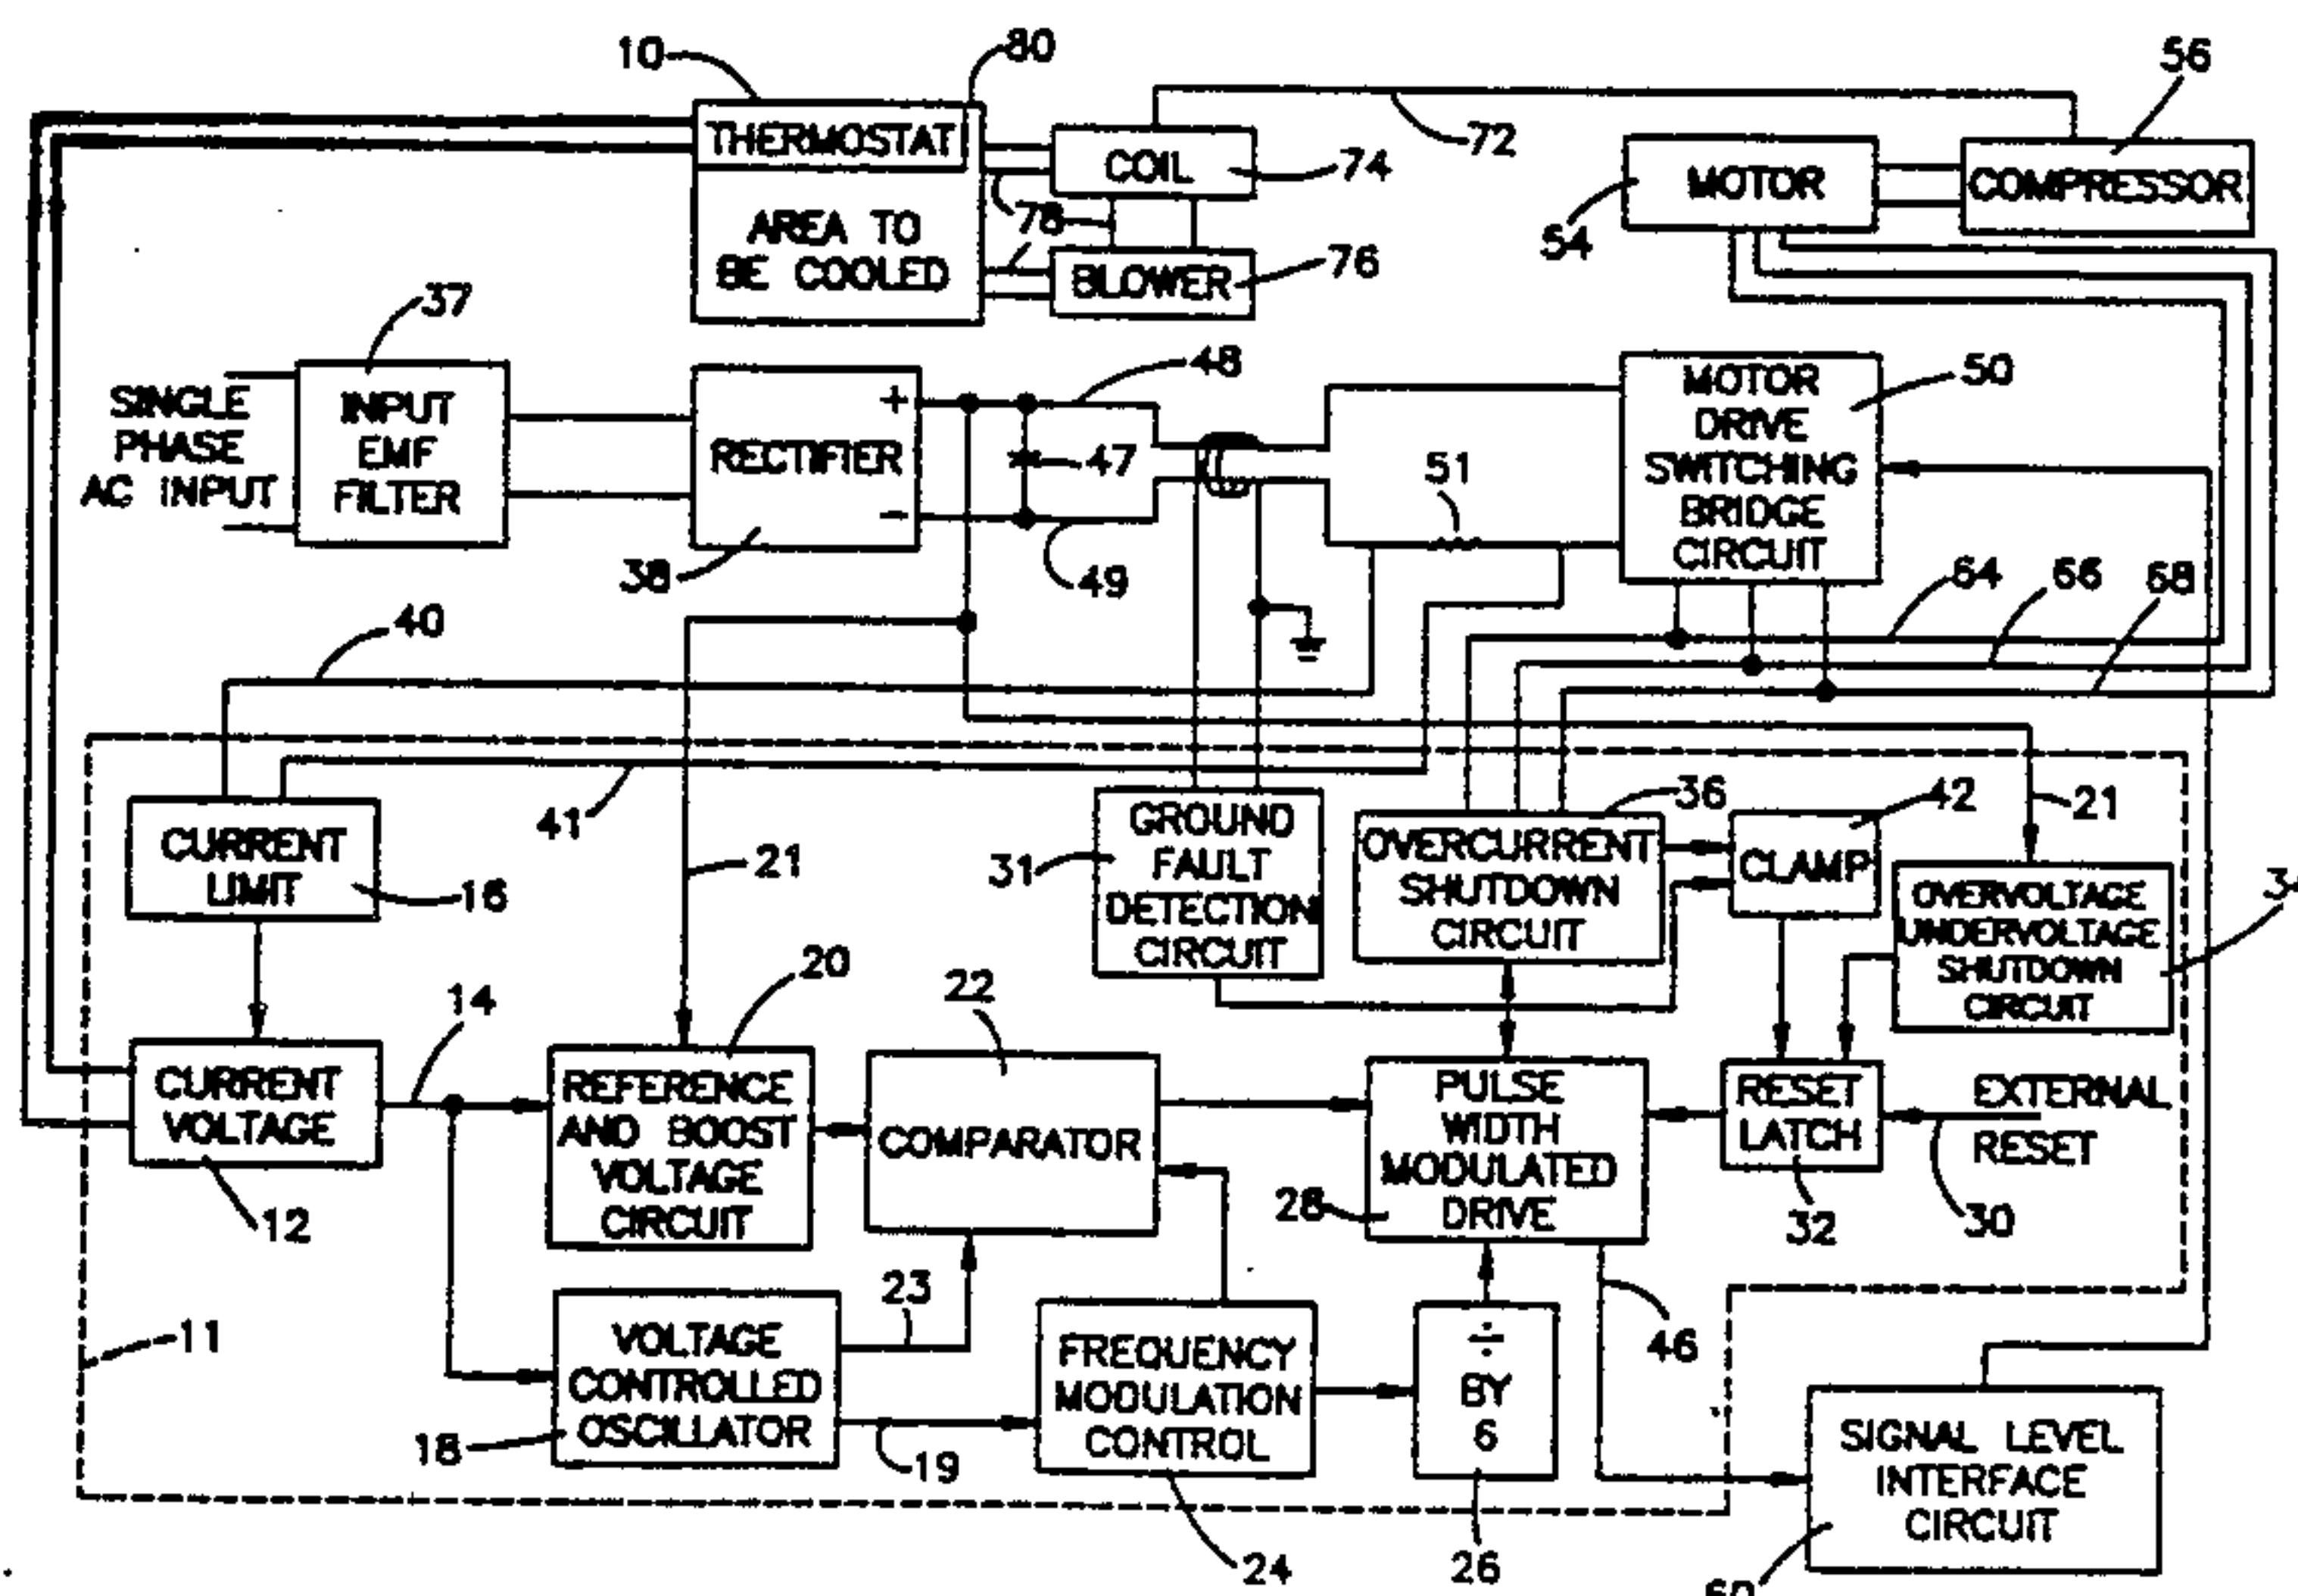 10
80
56
THERMOSTAT
COIL
74
72
MOTOR
COMPRESSOR
54
AREA TO
BE COOLED
78
BLOWER
76
37
SINGLE
PHASE
AC INPUT
INPUT
EMF
FILTER
RECTIFIER
+
-
38
48
47
49
51
MOTOR
DRIVE
SWITCHING
BRIDGE
CIRCUIT
50
64
66
68
40
41
21
CURRENT
LIMIT
16
GROUND
FAULT
DETECTION
CIRCUIT
31
OVERCURRENT
SHUTDOWN
CIRCUIT
36
CLAMP
42
21
OVERVOLTAGE
UNDERVOLTAGE
SHUTDOWN
CIRCUIT
CURRENT
VOLTAGE
12
14
REFERENCE
AND BOOST
VOLTAGE
CIRCUIT
20
COMPARATOR
22
PULSE
WIDTH
MODULATED
DRIVE
28
RESET
LATCH
32
EXTERNAL
RESET
30
11
VOLTAGE
CONTROLLED
OSCILLATOR
18
23
19
FREQUENCY
MODULATION
CONTROL
24
÷
BY
6
26
46
SIGNAL LEVEL
INTERFACE
CIRCUIT